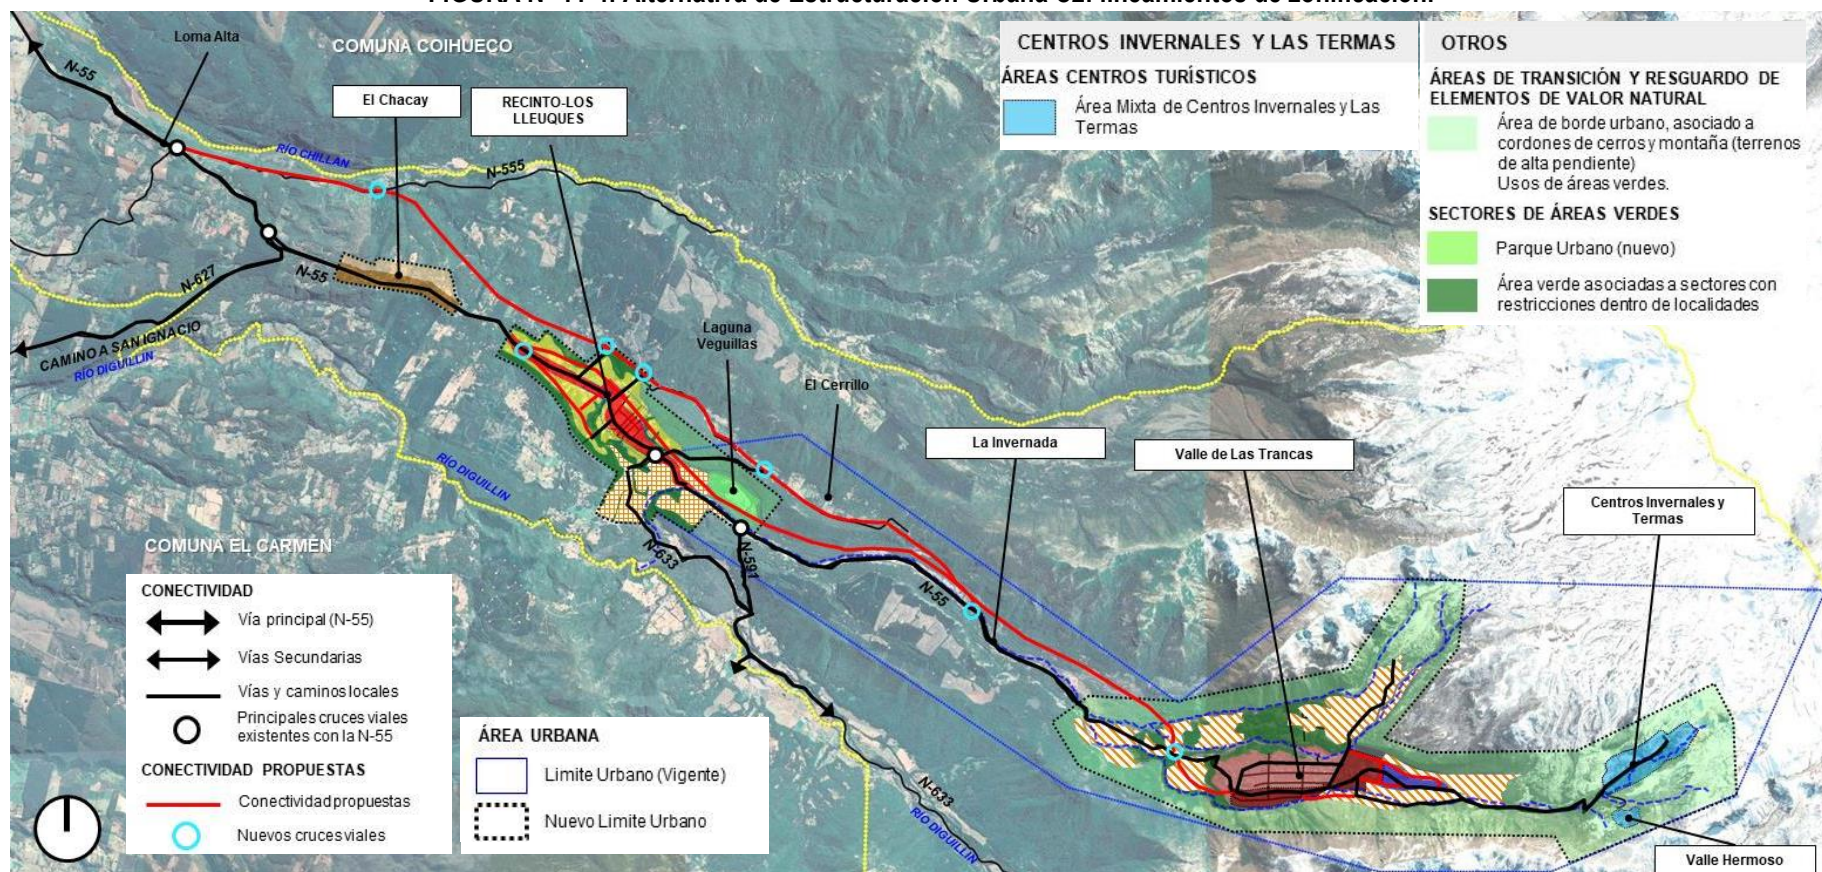 Loma Alta
COMUNA COIHUECO
N-55
El Chacay
RECINTO-LOS
LLEUQUES
RÍO CHILLÁN
N-555
CENTROS INVERNALES Y LAS TERMAS
ÁREAS CENTROS TURÍSTICOS
Área Mixta de Centros Invernales y Las
Termas
OTROS
ÁREAS DE TRANSICIÓN Y RESGUARDO DE
ELEMENTOS DE VALOR NATURAL
Área de borde urbano, asociado a
cordones de cerros y montaña (terrenos
de alta pendiente)
Usos de áreas verdes.
SECTORES DE ÁREAS VERDES
Parque Urbano (nuevo)
Área verde asociadas a sectores con
restricciones dentro de localidades
N-627
N-55
CAMINO A SAN IGNACIO
RÍO DIGUILLIN
Laguna
Veguillas
El Cerrillo
La Invernada
Valle de Las Trancas
Centros Invernales y
Termas
RÍO DIGUILLIN
COMUNA EL CARMEN
N-633
N-591
N-55
CONECTIVIDAD
Vía principal (N-55)
Vías Secundarias
Vías y caminos locales
Principales cruces viales
existentes con la N-55
CONECTIVIDAD PROPUESTAS
Conectividad propuestas
Nuevos cruces viales
ÁREA URBANA
Limite Urbano (Vigente)
Nuevo Limite Urbano
N-633
RÍO DIGUILLIN
Valle Hermoso